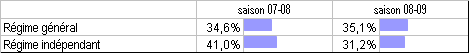 saison 07-08 saison 08-09
Régime général 34,6% 35,1%
Régime indépendant 41,0% 31,2%